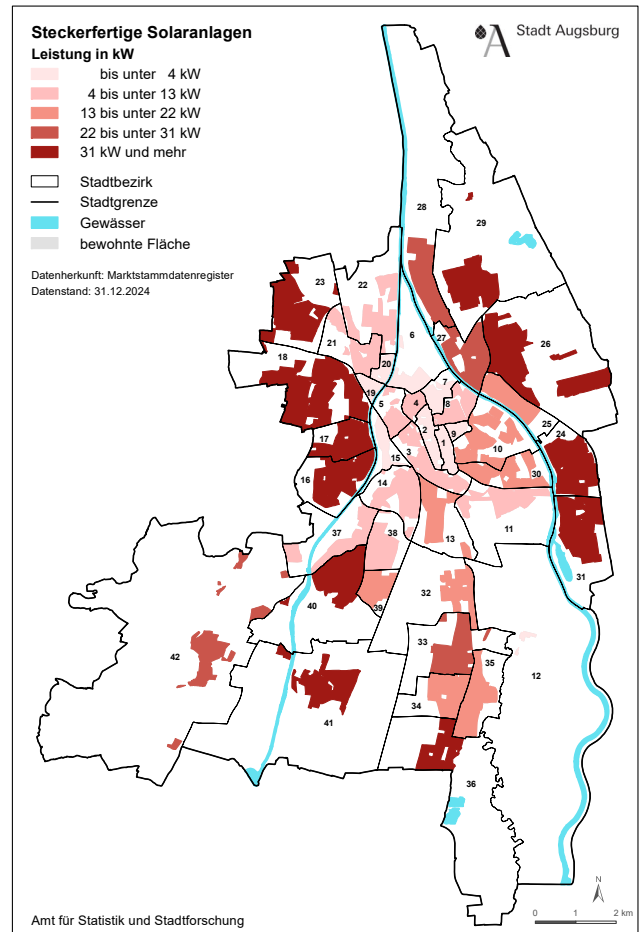 Steckerfertige Solaranlagen
Stadt Augsburg
Leistung in kW
bis unter 4 kW
4 bis unter 13 kW
13 bis unter 22 kW
22 bis unter 31 kW
31 kW und mehr
Stadtbezirk
Stadtgrenze
Gewässer
bewohnte Fläche
Datenherkunft: Marktstammdatenregister
Datenstand: 31.12.2024
28
29
23
22
6
27
26
21
18
20
7
19
5
4
8
25
2
24
17
9
1
10
3
15
16
30
14
11
37
38
13
31
40
32
39
33
42
35
12
34
41
36
N
0 1 2 km
Amt für Statistik und Stadtforschung